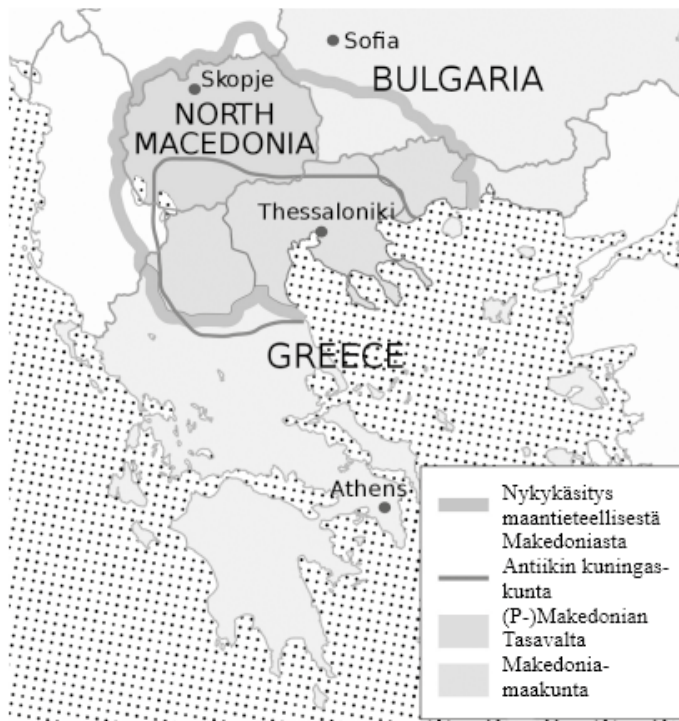 Sofia
BULGARIA
Skopje
NORTH
MACEDONIA
Thessaloniki
GREECE
Athens
Nykykäsitys
maantieteellisestä
Makedoniasta
Antiikin kuningas-
kunta
(P-)Makedonian
Tasavalta
Makedonia-
maakunta